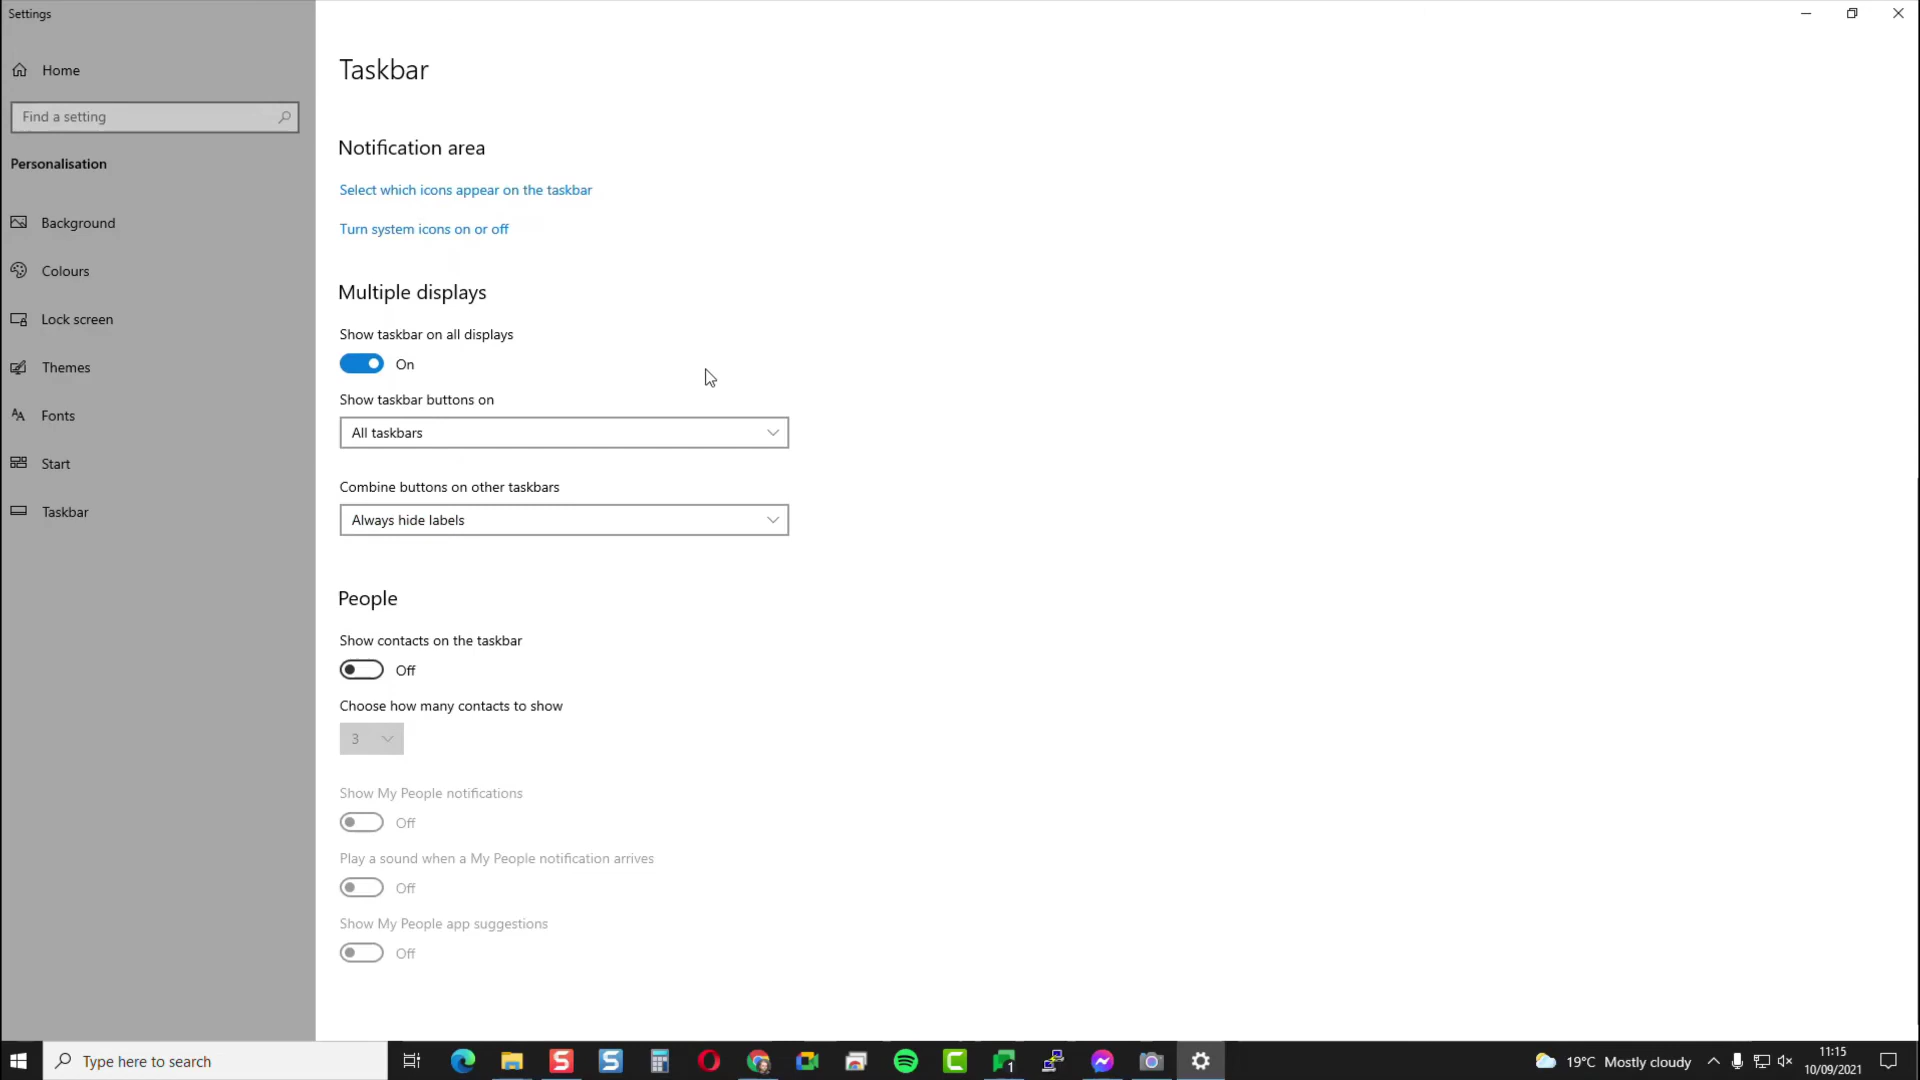 Settings
Home
Find a setting
Personalisation
Background
Colours
Lock screen
Themes
Fonts
Start
Taskbar
Taskbar
Notification area
Select which icons appear on the taskbar
Turn system icons on or off
Multiple displays
Show taskbar on all displays
On
Show taskbar buttons on
All taskbars
Combine buttons on other taskbars
Always hide labels
People
Show contacts on the taskbar
Off
Choose how many contacts to show
3
Show My People notifications
Off
Play a sound when a My People notification arrives
Off
Show My People app suggestions
Off
Type here to search
1
19°C Mostly cloudy
11:15
10/09/2021